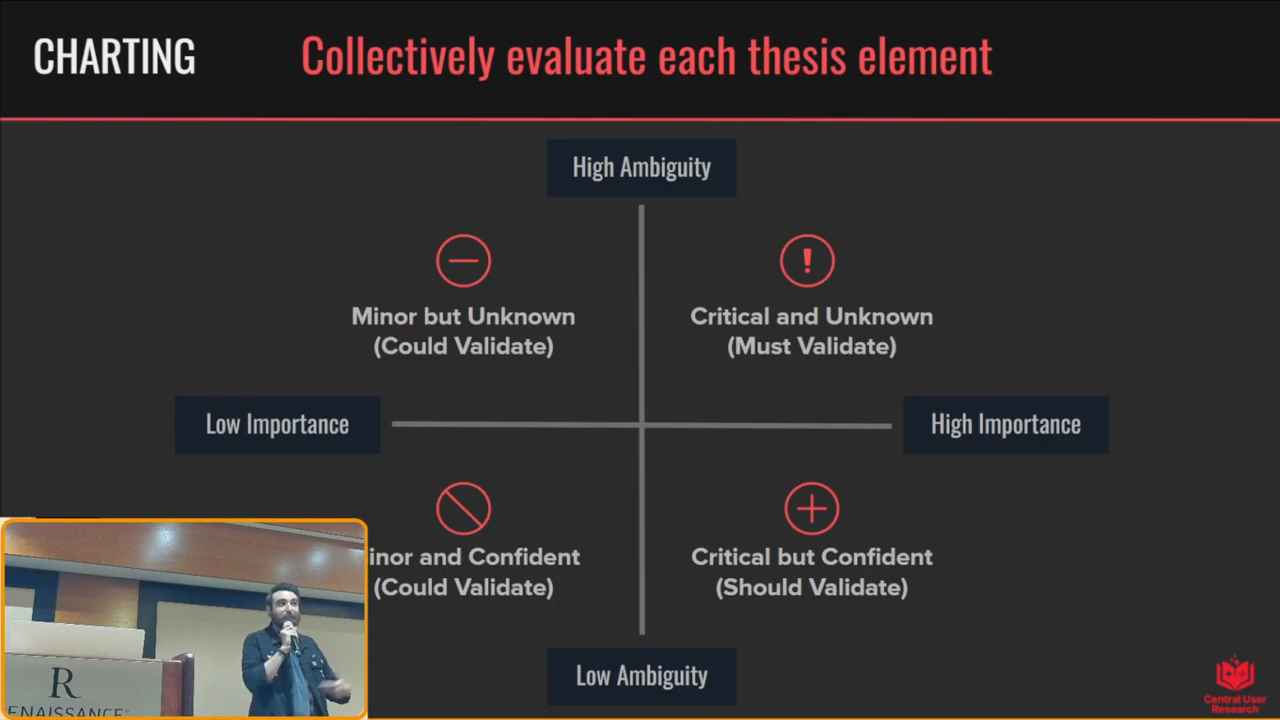 CHARTING
Collectively evaluate each thesis element
High Ambiguity
Minor but Unknown
(Could Validate)
Critical and Unknown
(Must Validate)
Low Importance
High Importance
inor and Confident
(Could Validate)
Critical but Confident
(Should Validate)
Low Ambiguity
R
ENAISSANCE®
Central User
Research